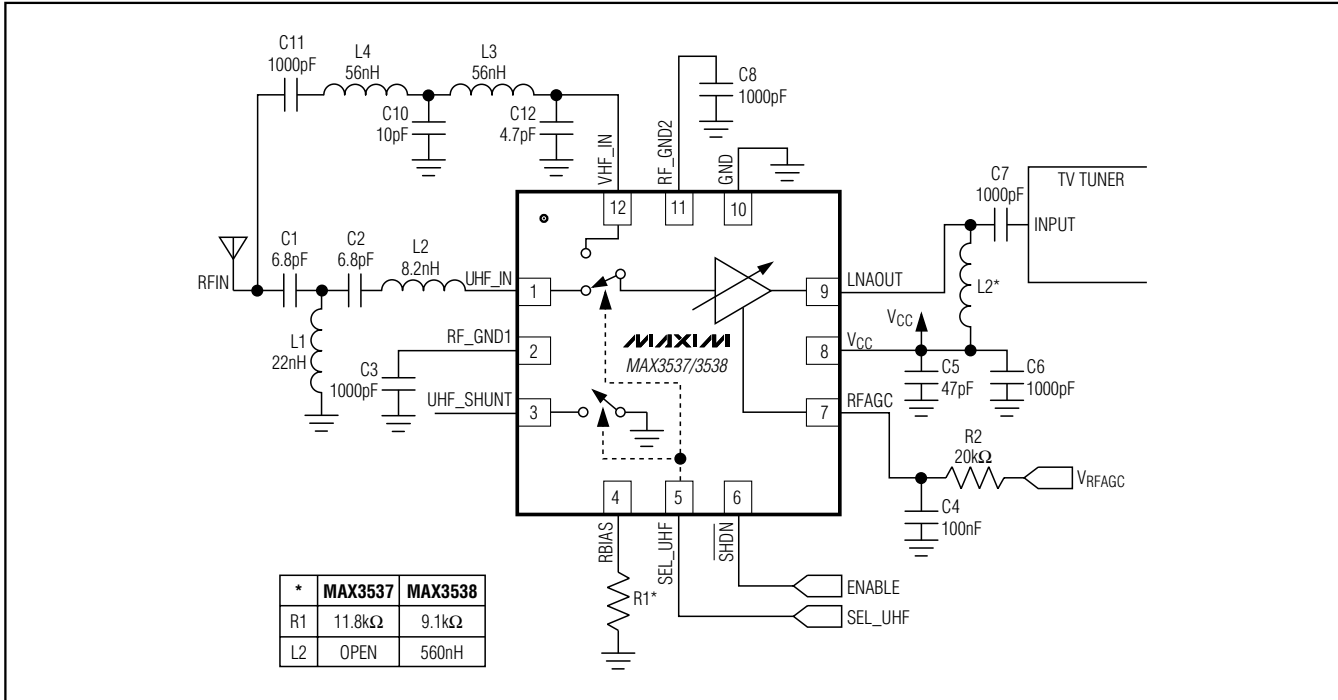 C11
1000pF
L4
56nH
L3
56nH
C10
10pF
C12
4.7pF
C8
1000pF
VHF_IN
RF_GND2
GND
12
11
10
C7
1000pF
TV TUNER
INPUT
RFIN
C1
6.8pF
C2
6.8pF
L2
8.2nH
UHF_IN
1
9
LNAOUT
L2*
L1
22nH
RF_GND1
2
MAXIM
MAX3537/3538
8
VCC
VCC
C5
47pF
C6
1000pF
C3
1000pF
UHF_SHUNT
3
7
RFAGC
R2
20kΩ
VRFAGC
C4
100nF
4
5
6
RBIAS
SEL_UHF
SHDN
R1*
ENABLE
SEL_UHF
* MAX3537 MAX3538
R1 11.8kΩ 9.1kΩ
L2 OPEN 560nH